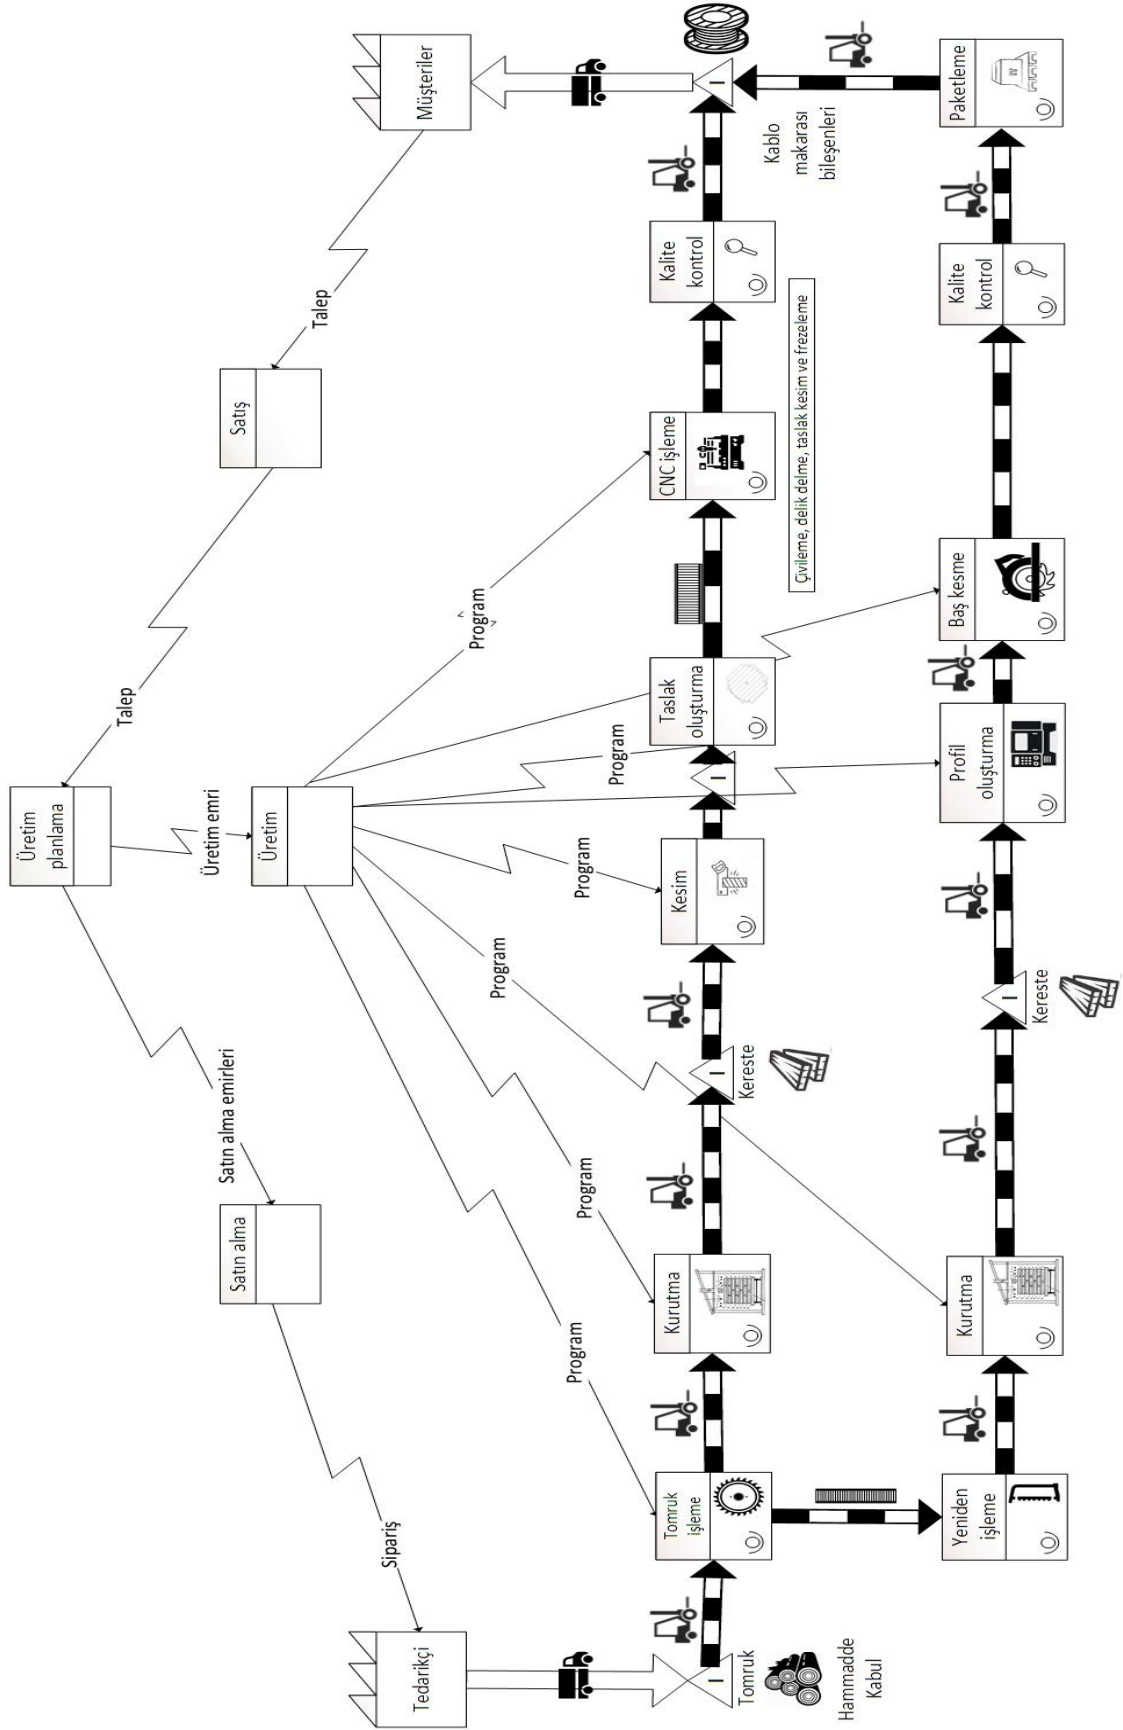 Üretim
planlama
Talep
Satış
Talep
Müşteriler
Satın alma emirleri
Satın alma
Sipariş
Tedarikçi
Üretim emri
Üretim
Program
Program
Program
Program
Program
Program
Tomruk
Hammadde
Kabul
Tomruk
işleme
Kurutma
Kereste
Kesim
Taslak
oluşturma
CNC işleme
Kalite
kontrol
Çivileme, delik delme, taslak kesim ve frezeleme
Kablo
makarası
bileşenleri
Yeniden
işleme
Kurutma
Kereste
Profil
oluşturma
Baş kesme
Kalite
kontrol
Paketleme
I
I
I
I
I
W